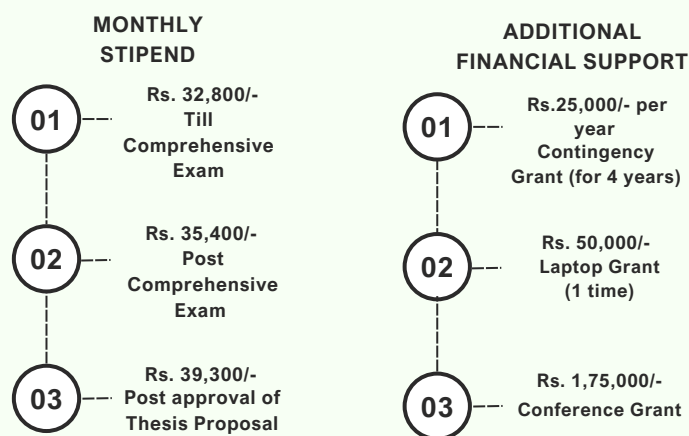 MONTHLY
STIPEND
01
Rs. 32,800/-
Till
Comprehensive
Exam
02
Rs. 35,400/-
Post
Comprehensive
Exam
03
Rs. 39,300/-
Post approval of
Thesis Proposal
ADDITIONAL
FINANCIAL SUPPORT
01
Rs.25,000/- per
year
Contingency
Grant (for 4 years)
02
Rs. 50,000/-
Laptop Grant
(1 time)
03
Rs. 1,75,000/-
Conference Grant